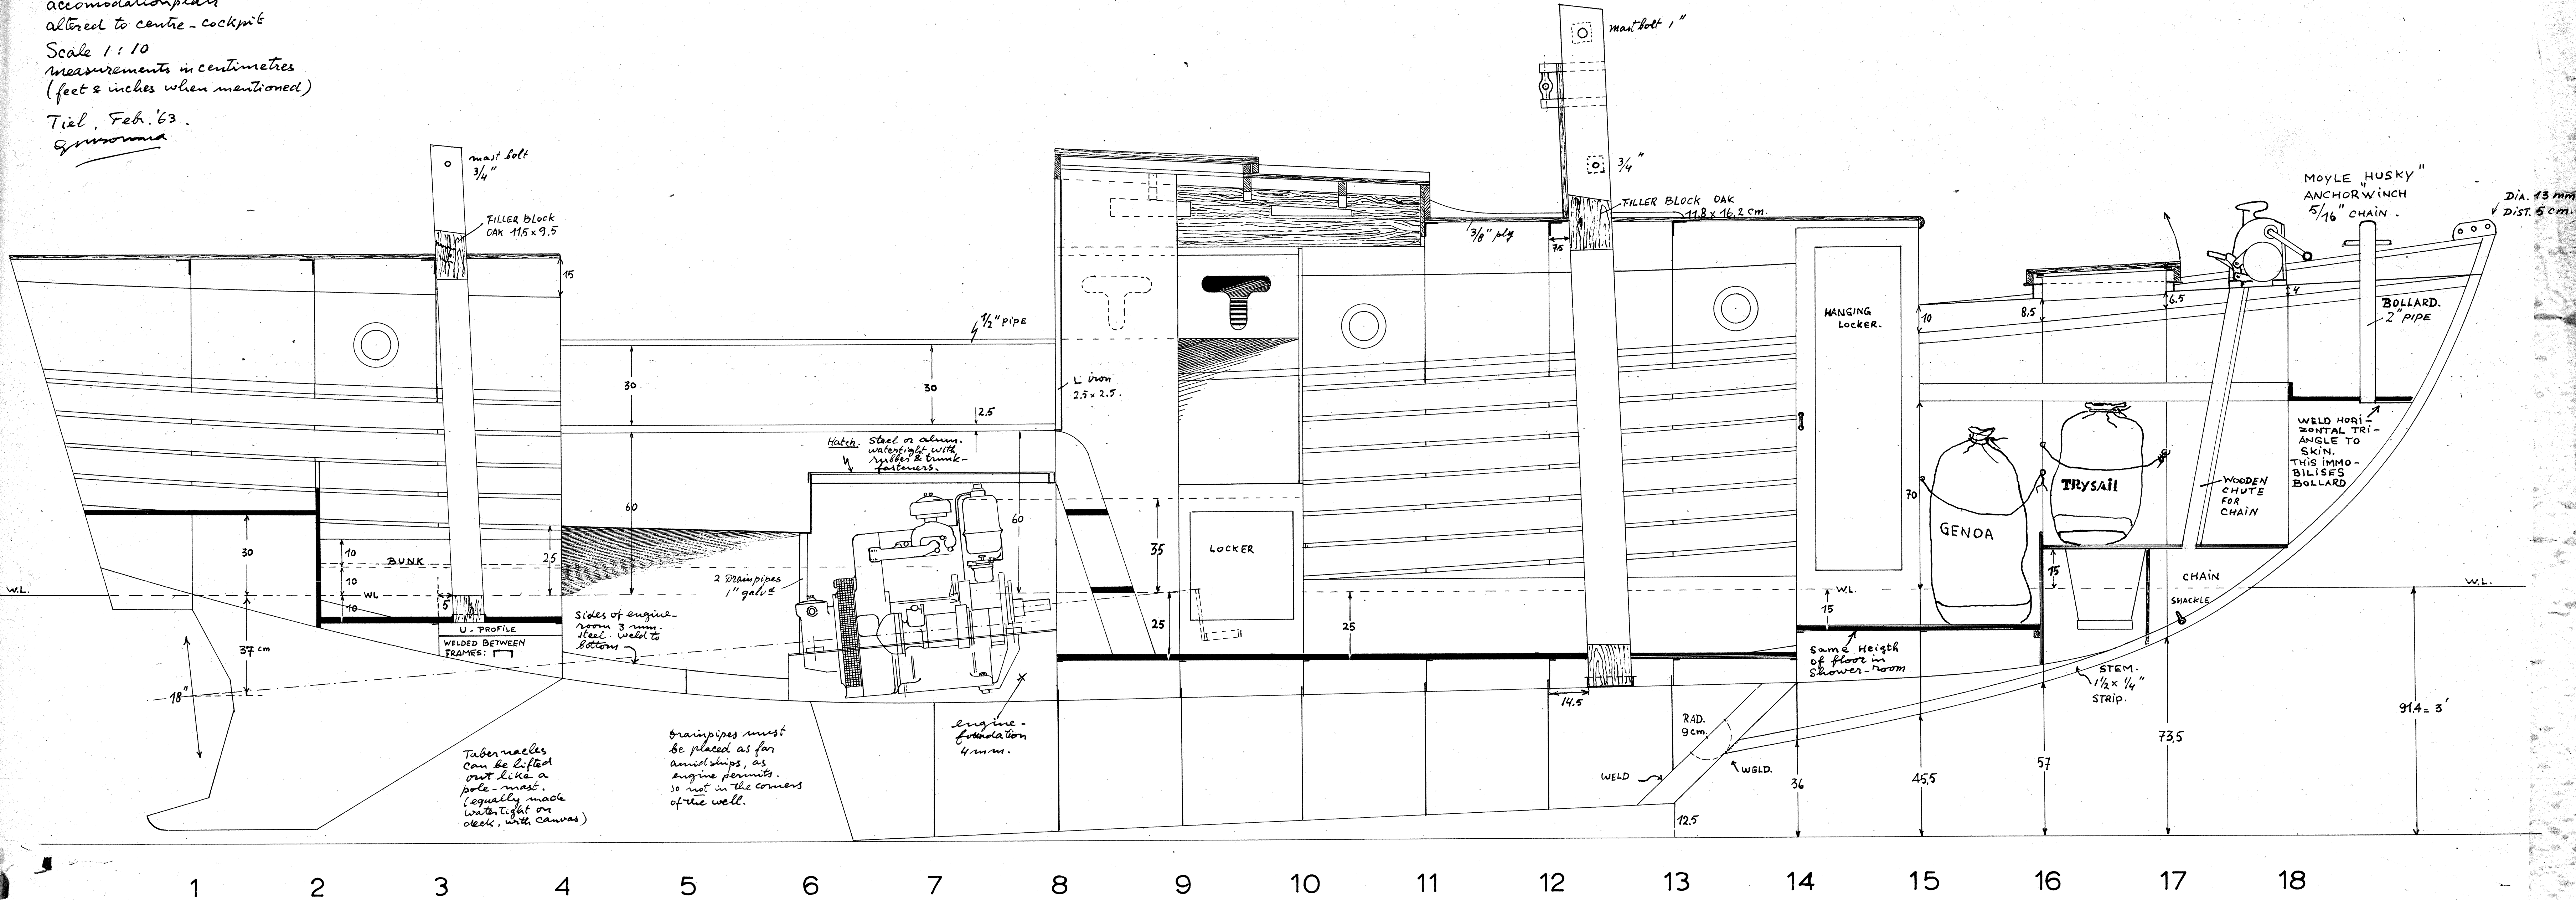 accomodationplan
altered to centre-cockpit
Scale 1:10
measurements in centimetres
(feet & inches when mentioned)
Tiel, Feb. '63.
mast bolt
3/4"
FILLER BLOCK
OAK 11.5 x 9.5
15
1/2" PIPE
30
30
2.5
L iron
2.5 x 2.5.
Hatch. Steel or alum.
watertight with
rubber & trunk-
fasteners.
60
60
mast bolt 1"
3/4"
FILLER BLOCK OAK
11.8 x 16.2 cm.
3/8" ply
7.5
HANGING
LOCKER.
10
8.5
6.5
4
MOYLE "HUSKY"
ANCHORWINCH
5/16" CHAIN.
DIA. 13 mm
DIST. 5 cm.
BOLLARD.
2" PIPE
WELD HORI-
ZONTAL TRI-
ANGLE TO
SKIN.
THIS IMMO-
BILISES
BOLLARD
WOODEN
CHUTE
FOR
CHAIN
TRYSAIL
GENOA
70
LOCKER
35
25
25
30
10
10
10
BUNK
25
W.L.
WL
5
U-PROFILE
WELDED BETWEEN
FRAMES:
37 cm
18"
2 Drainpipes
1" galvd
Sides of engine-
room 3 mm.
steel. weld to
bottom
W.L.
15
15
CHAIN
SHACKLE
W.L.
Same Heigth
of floor in
Shower-room
STEM.
1 1/2 x 1/4"
STRIP.
14.5
RAD.
9 cm.
WELD
WELD.
engine-
foundation
4 mm.
Tabernacles
can be lifted
out like a
pole-mast.
(equally made
watertight on
deck, with canvas)
Drainpipes must
be placed as far
amidships, as
engine permits.
so not in the corners
of the well.
12.5
36
45,5
57
73,5
91.4 = 3'
1 2 3 4 5 6 7 8 9 10 11 12 13 14 15 16 17 18